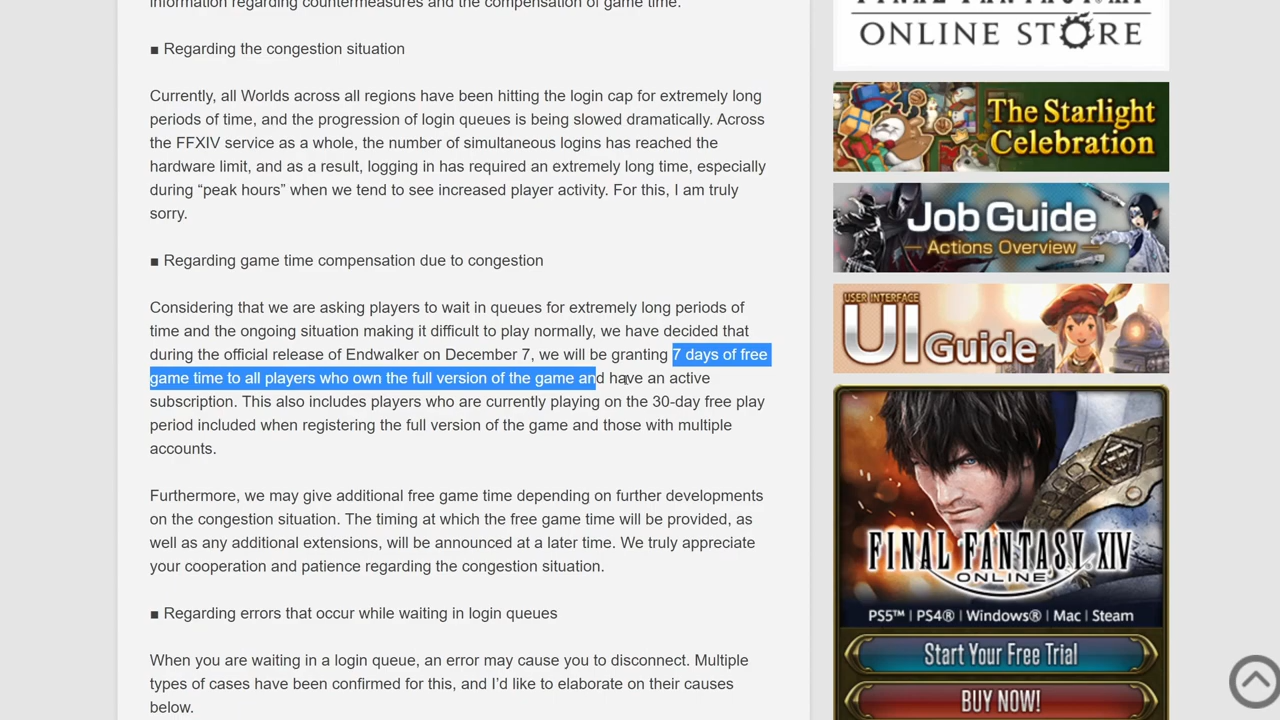 information regarding countermeasures and the compensation of game time.
■ Regarding the congestion situation
Currently, all Worlds across all regions have been hitting the login cap for extremely long
periods of time, and the progression of login queues is being slowed dramatically. Across
the FFXIV service as a whole, the number of simultaneous logins has reached the
hardware limit, and as a result, logging in has required an extremely long time, especially
during “peak hours” when we tend to see increased player activity. For this, I am truly
sorry.
■ Regarding game time compensation due to congestion
Considering that we are asking players to wait in queues for extremely long periods of
time and the ongoing situation making it difficult to play normally, we have decided that
during the official release of Endwalker on December 7, we will be granting 7 days of free
game time to all players who own the full version of the game and have an active
subscription. This also includes players who are currently playing on the 30-day free play
period included when registering the full version of the game and those with multiple
accounts.
Furthermore, we may give additional free game time depending on further developments
on the congestion situation. The timing at which the free game time will be provided, as
well as any additional extensions, will be announced at a later time. We truly appreciate
your cooperation and patience regarding the congestion situation.
■ Regarding errors that occur while waiting in login queues
When you are waiting in a login queue, an error may cause you to disconnect. Multiple
types of cases have been confirmed for this, and I’d like to elaborate on their causes
below.
ONLINE STORE
The Starlight
Celebration
Job Guide
Actions Overview
USER INTERFACE
UI Guide
FINAL FANTASY XIV
ONLINE
PS5™ | PS4® | Windows® | Mac | Steam
Start Your Free Trial
BUY NOW!